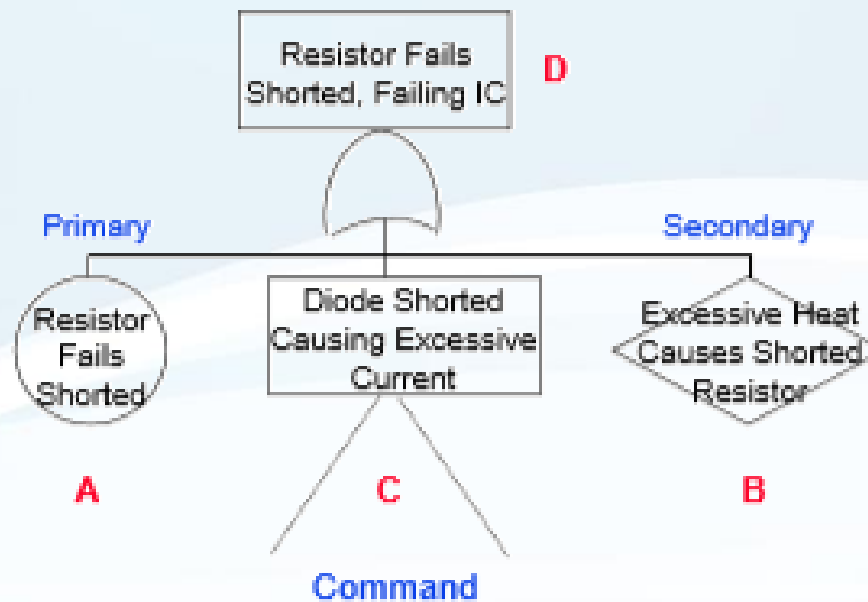 Resistor Fails
Shorted, Failing IC
D
Primary
Secondary
Resistor
Fails
Shorted
Diode Shorted
Causing Excessive
Current
Excessive Heat
Causes Shorted
Resistor
A
C
B
Command